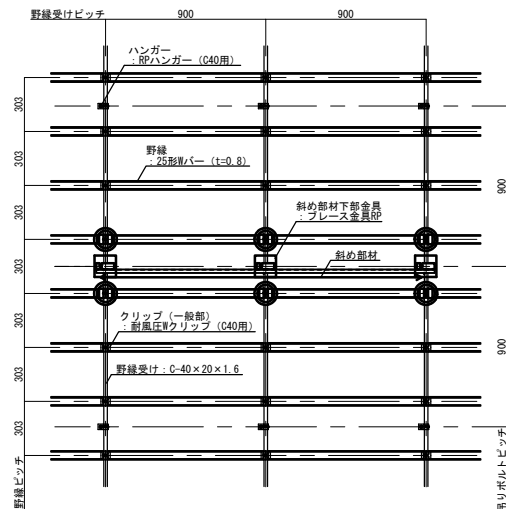 野縁受けピッチ
900
900
ハンガー
：RPハンガー（C40用）
303
303
野縁
：25形Wバー（t=0.8）
303
900
斜め部材下部金具
：ブレース金具RP
斜め部材
303
303
クリップ（一般部）
：耐風圧Wクリップ（C40用）
野縁受け：C-40×20×1.6
900
303
303
野縁ピッチ
吊りボルトピッチ